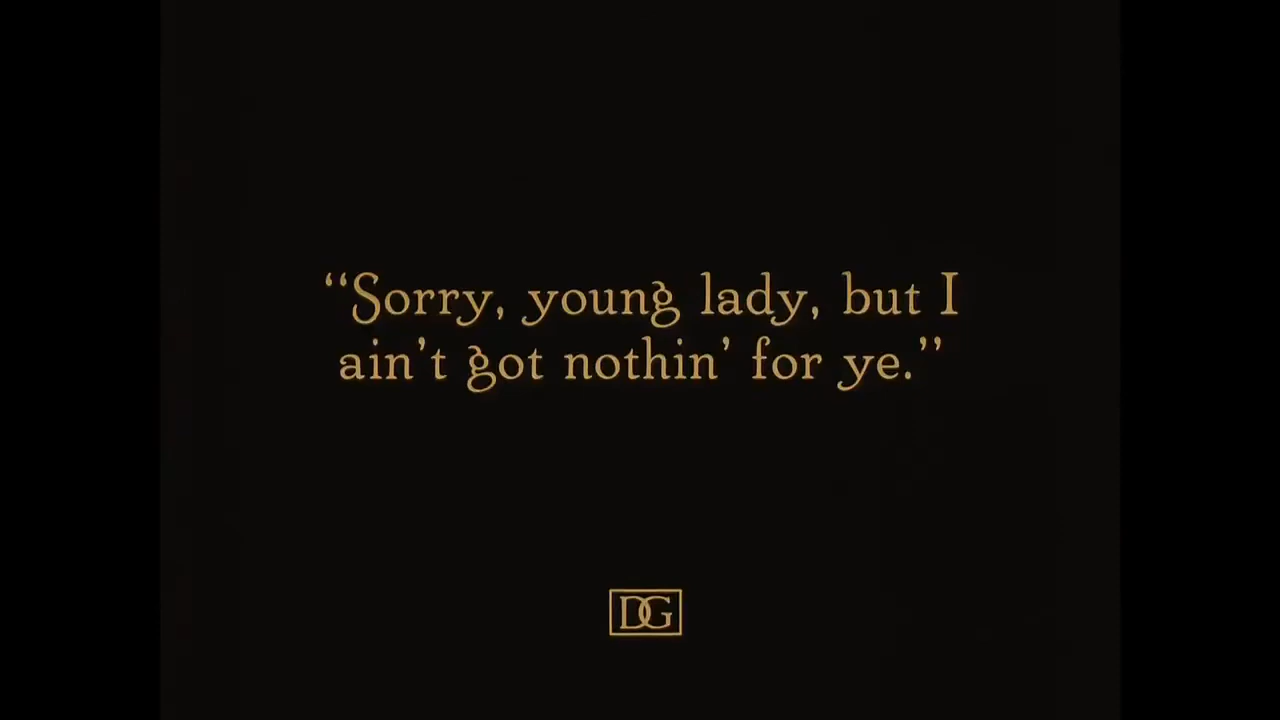 “Sorry, young lady, but I
ain’t got nothin’ for ye.”
DG